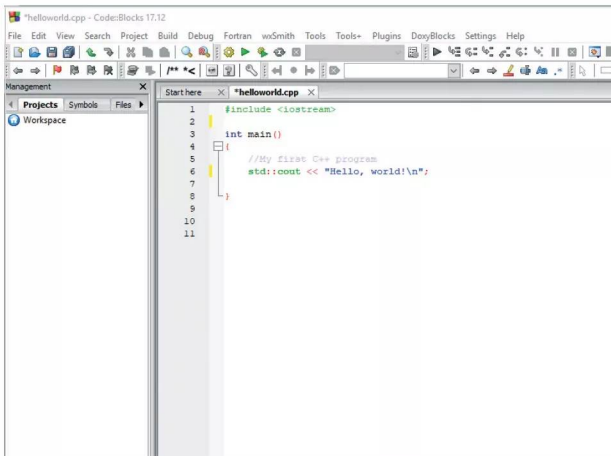 *helloworld.cpp - Code::Blocks 17.12
File Edit View Search Project Build Debug Fortran wxSmith Tools Tools+ Plugins DoxyBlocks Settings Help
/** *<
Management
Projects Symbols Files
Workspace
Start here *helloworld.cpp
1 #include <iostream>
2
3 int main()
4 {
5 //My first C++ program
6 std::cout << "Hello, world!\n";
7
8 }
9
10
11